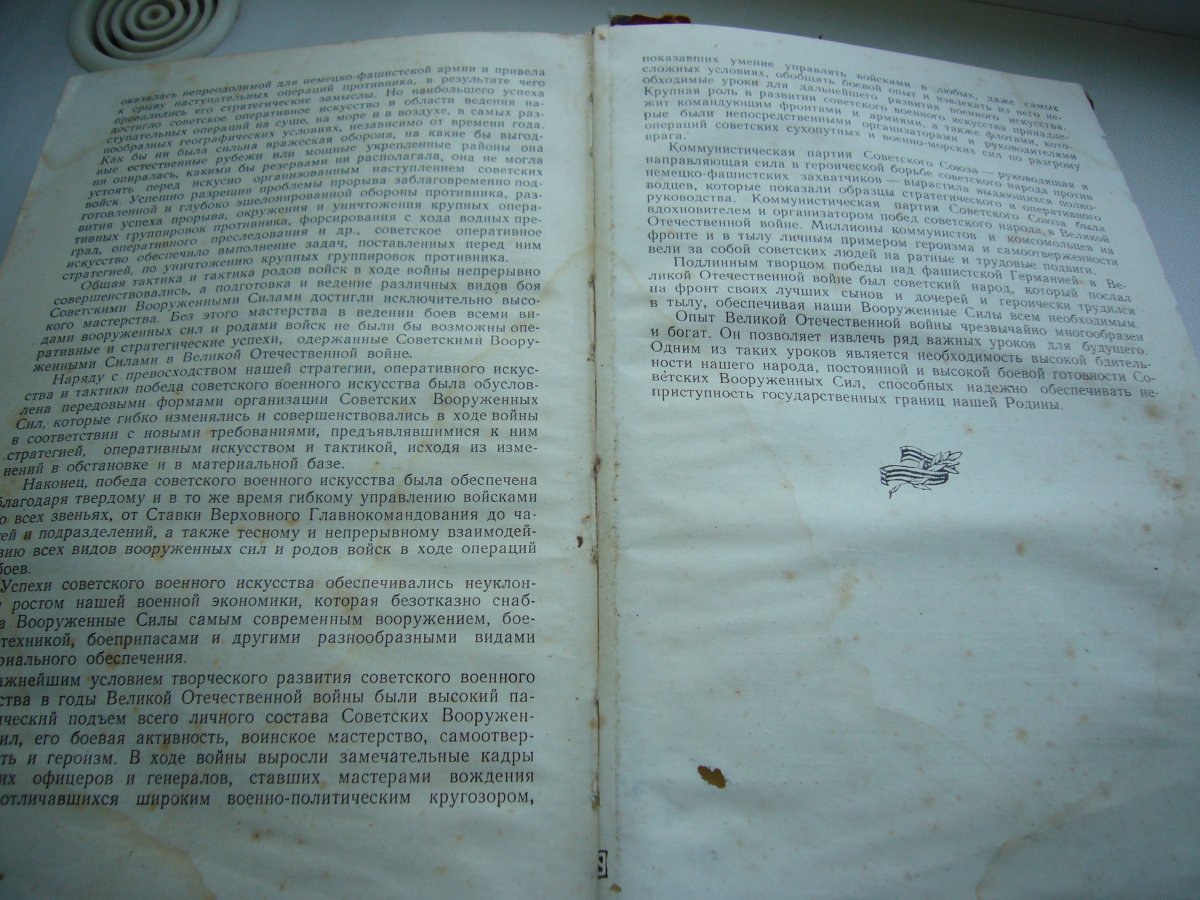 оказалась непреодолимой для немецко-фашистской армии и привела
к срыву наступательных операций противника, в результате чего
провалились его стратегические замыслы. Но наибольшего успеха
достигло советское оперативное искусство в области ведения на-
ступательных операций на суше, на море и в воздухе, в самых раз-
нообразных географических условиях, независимо от времени года.
Как бы ни была сильна вражеская оборона, на какие бы выгод-
ные естественные рубежи или мощные укрепленные районы она
ни опиралась, какими бы резервами ни располагала, она не могла
устоять перед искусно организованным наступлением советских
войск. Успешно разрешив проблемы прорыва заблаговременно под-
готовленной и глубоко эшелонированной обороны противника, раз-
вития успеха прорыва, окружения и уничтожения крупных опера-
тивных группировок противника, форсирования с хода водных пре-
град, оперативного преследования и др., советское оперативное
искусство обеспечило выполнение задач, поставленных перед ним
стратегией, по уничтожению крупных группировок противника.
Общая тактика и тактика родов войск в ходе войны непрерывно
совершенствовались, а подготовка и ведение различных видов боя
Советскими Вооруженными Силами достигли исключительно высо-
кого мастерства. Без этого мастерства в ведении боев всеми ви-
дами вооруженных сил и родами войск не были бы возможны опе-
ративные и стратегические успехи, одержанные Советскими Воору-
женными Силами в Великой Отечественной войне.
Наряду с превосходством нашей стратегии, оперативного искус-
ства и тактики победа советского военного искусства была обуслов-
лена передовыми формами организации Советских Вооруженных
Сил, которые гибко изменялись и совершенствовались в ходе войны
в соответствии с новыми требованиями, предъявлявшимися к ним
стратегией, оперативным искусством и тактикой, исходя из изме-
нений в обстановке и в материальной базе.
Наконец, победа советского военного искусства была обеспечена
благодаря твердому и в то же время гибкому управлению войсками
о всех звеньях, от Ставки Верховного Главнокомандования до ча-
тей и подразделений, а также тесному и непрерывному взаимодей-
вию всех видов вооруженных сил и родов войск в ходе операций
боев.
Успехи советского военного искусства обеспечивались неуклон-
ростом нашей военной экономики, которая безотказно снаб-
а Вооруженные Силы самым современным вооружением, бое-
техникой, боеприпасами и другими разнообразными видами
риального обеспечения.
ажнейшим условием творческого развития советского военного
ства в годы Великой Отечественной войны были высокий па-
ический подъем всего личного состава Советских Вооружен-
ил, его боевая активность, воинское мастерство, самоотвер-
ть и героизм. В ходе войны выросли замечательные кадры
их офицеров и генералов, ставших мастерами вождения
отличавшихся широким военно-политическим кругозором,
показавших умение управлять войсками в любых, даже самых
сложных условиях, обобщать боевой опыт и извлекать из него не-
обходимые уроки для дальнейшего развития военного искусства.
Крупная роль в развитии советского военного искусства принадле-
жит командующим фронтами и армиями, а также флотами, кото-
рые были непосредственными организаторами и руководителями
операций советских сухопутных и военно-морских сил по разгрому
врага.
Коммунистическая партия Советского Союза — руководящая и
направляющая сила в героической борьбе советского народа против
немецко-фашистских захватчиков — вырастила выдающихся полко-
водцев, которые показали образцы стратегического и оперативного
руководства. Коммунистическая партия Советского Союза была
вдохновителем и организатором побед советского народа в Великой
Отечественной войне. Миллионы коммунистов и комсомольцев на
фронте и в тылу личным примером героизма и самоотверженности
вели за собой советских людей на ратные и трудовые подвиги.
Подлинным творцом победы над фашистской Германией в Ве-
ликой Отечественной войне был советский народ, который послал
на фронт своих лучших сынов и дочерей и героически трудился
в тылу, обеспечивая наши Вооруженные Силы всем необходимым.
Опыт Великой Отечественной войны чрезвычайно многообразен
и богат. Он позволяет извлечь ряд важных уроков для будущего.
Одним из таких уроков является необходимость высокой бдитель-
ности нашего народа, постоянной и высокой боевой готовности Со-
ветских Вооруженных Сил, способных надежно обеспечивать не-
приступность государственных границ нашей Родины.